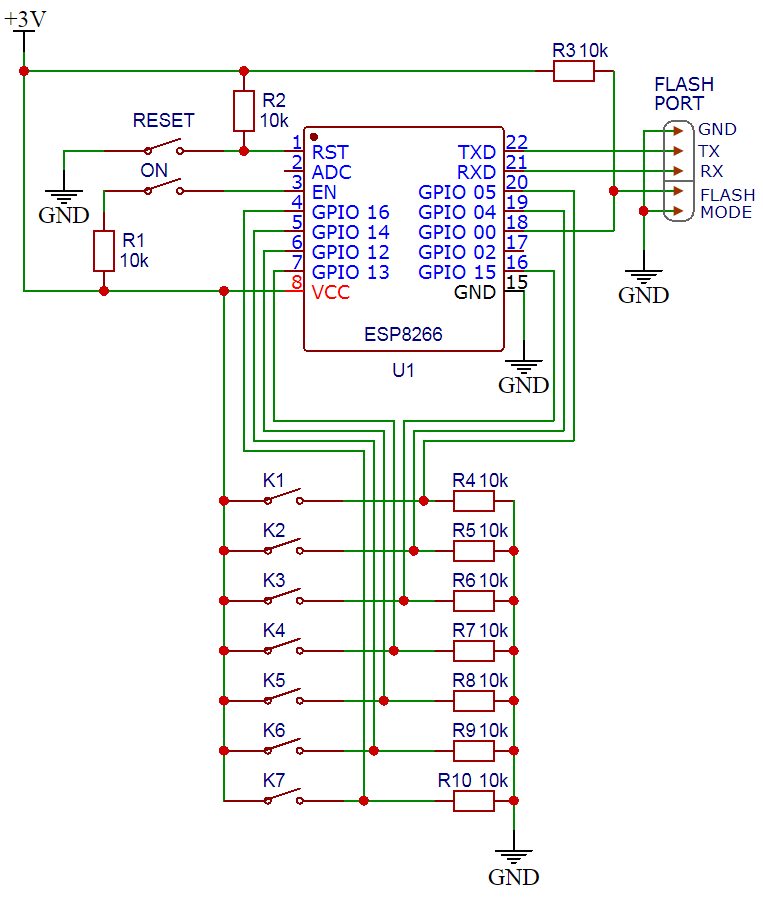 +3V
R3 10k
FLASH
PORT
R2
10k
RESET
GND
TX
RX
FLASH
MODE
ON
GND
R1
10k
1 RST
2 ADC
3 EN
4 GPIO 16
5 GPIO 14
6 GPIO 12
7 GPIO 13
8 VCC
TXD 22
RXD 21
GPIO 05 20
GPIO 04 19
GPIO 00 18
GPIO 02 17
GPIO 15 16
GND 15
ESP8266
U1
GND
GND
K1
R4 10k
K2
R5 10k
K3
R6 10k
K4
R7 10k
K5
R8 10k
K6
R9 10k
K7
R10 10k
GND